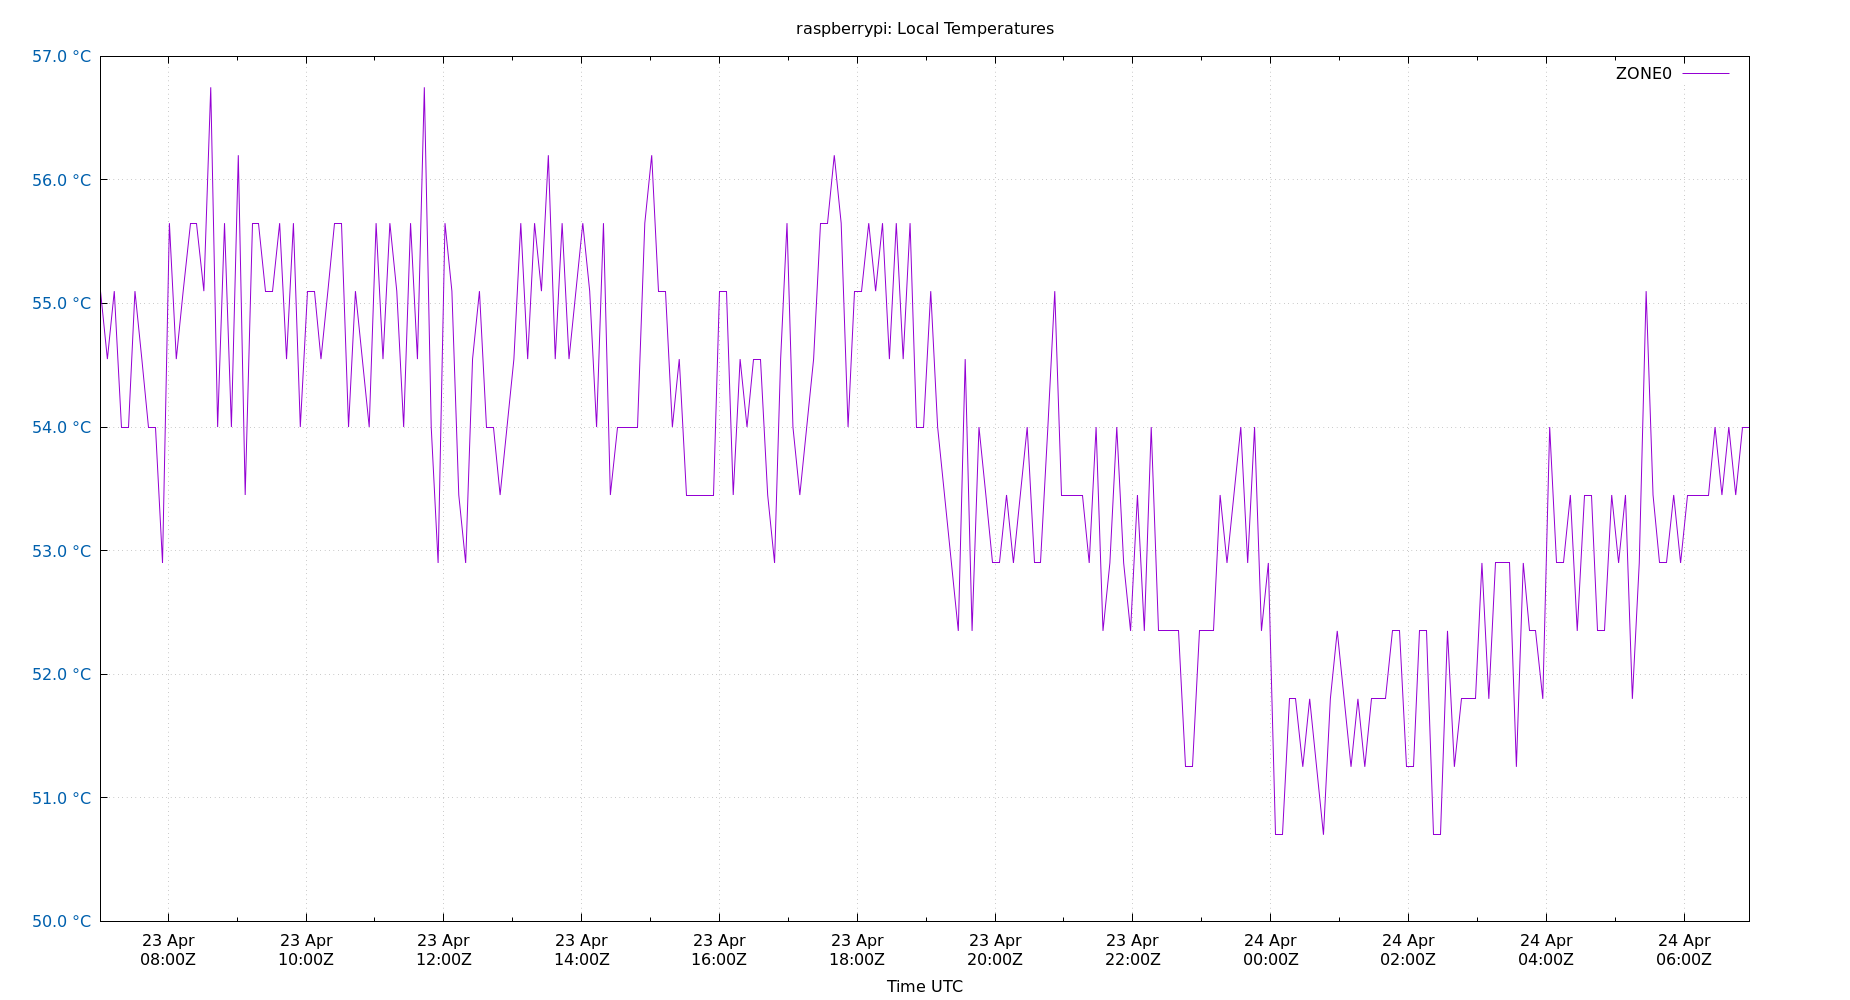 raspberrypi: Local Temperatures
57.0 °C
ZONE0
56.0 °C
55.0 °C
54.0 °C
53.0 °C
52.0 °C
51.0 °C
50.0 °C
23 Apr 23 Apr 23 Apr 23 Apr 23 Apr 23 Apr 23 Apr 23 Apr 24 Apr 24 Apr 24 Apr 24 Apr
08:00Z 10:00Z 12:00Z 14:00Z 16:00Z 18:00Z 20:00Z 22:00Z 00:00Z 02:00Z 04:00Z 06:00Z
Time UTC